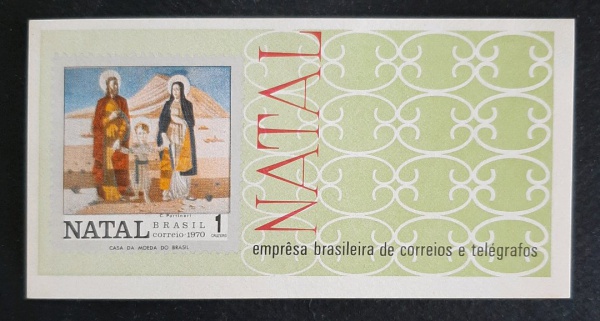 C. Portinari
NATAL
BRASIL
correio-1970
1
CRUZEIRO
CASA DA MOEDA DO BRASIL
NATAL
emprêsa brasileira de correios e telégrafos